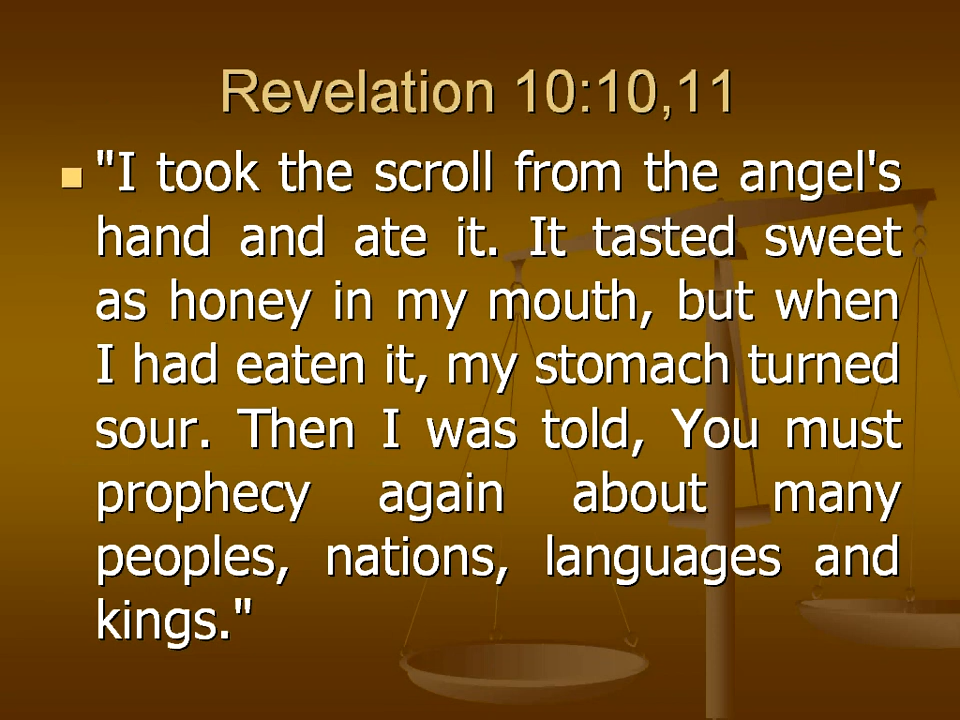 Revelation 10:10,11
"I took the scroll from the angel's
hand and ate it. It tasted sweet
as honey in my mouth, but when
I had eaten it, my stomach turned
sour. Then I was told, You must
prophecy again about many
peoples, nations, languages and
kings."